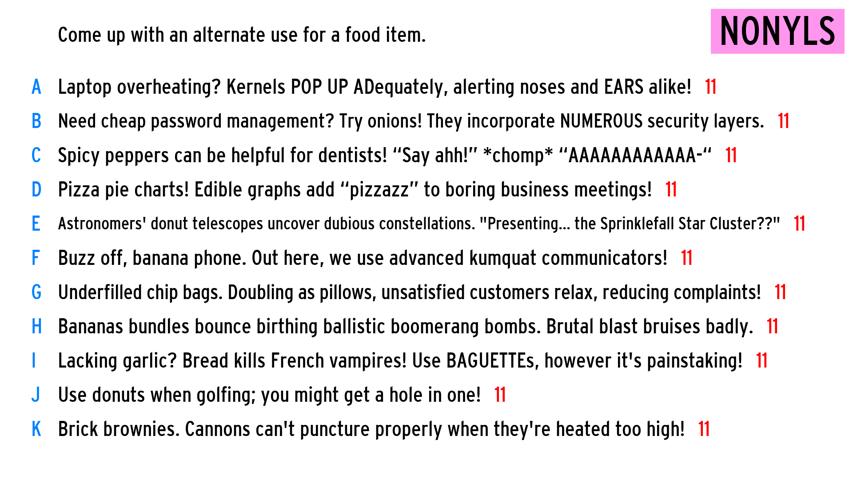 Come up with an alternate use for a food item.
NONYLS
A Laptop overheating? Kernels POP UP ADequately, alerting noses and EARS alike! 11
B Need cheap password management? Try onions! They incorporate NUMEROUS security layers. 11
C Spicy peppers can be helpful for dentists! “Say ahh!” *chomp* “AAAAAAAAAAAA-“ 11
D Pizza pie charts! Edible graphs add “pizzazz” to boring business meetings! 11
E Astronomers' donut telescopes uncover dubious constellations. "Presenting... the Sprinklefall Star Cluster??" 11
F Buzz off, banana phone. Out here, we use advanced kumquat communicators! 11
G Underfilled chip bags. Doubling as pillows, unsatisfied customers relax, reducing complaints! 11
H Bananas bundles bounce birthing ballistic boomerang bombs. Brutal blast bruises badly. 11
I Lacking garlic? Bread kills French vampires! Use BAGUETTEs, however it's painstaking! 11
J Use donuts when golfing; you might get a hole in one! 11
K Brick brownies. Cannons can't puncture properly when they're heated too high! 11